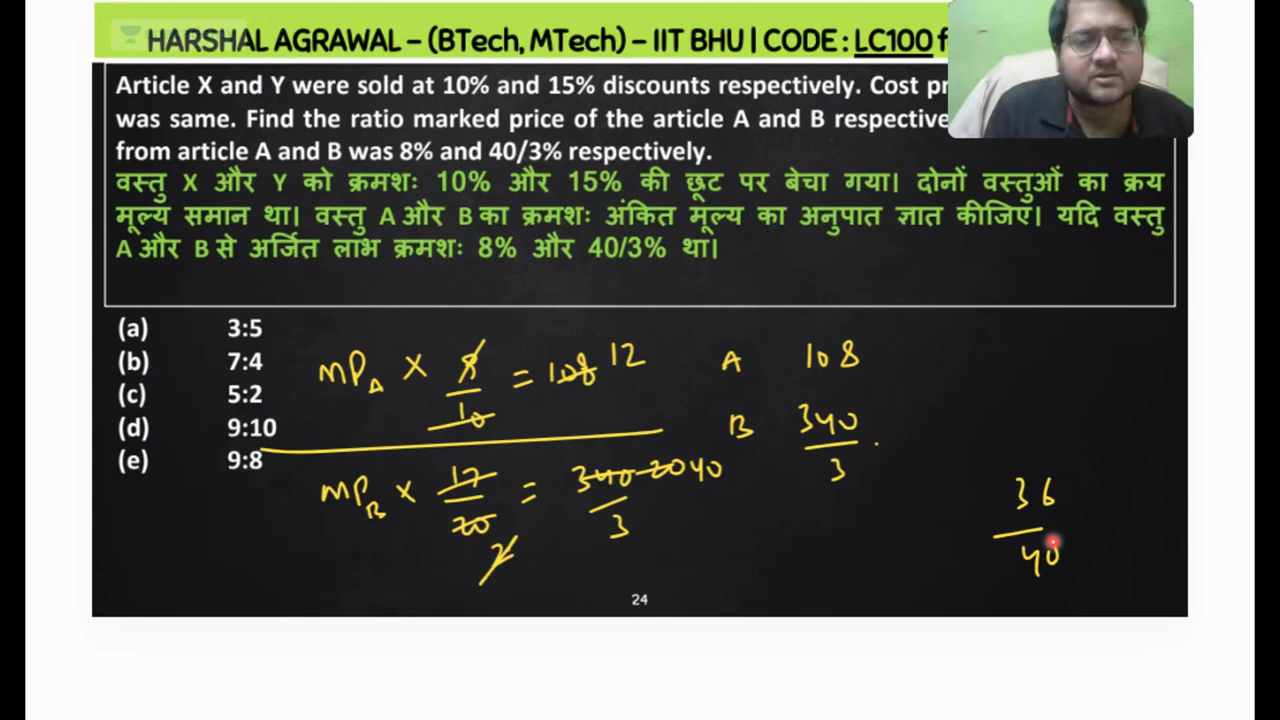 HARSHAL AGRAWAL – (BTech, MTech) – IIT BHU | CODE : LC100 f
Article X and Y were sold at 10% and 15% discounts respectively. Cost pr
was same. Find the ratio marked price of the article A and B respective
from article A and B was 8% and 40/3% respectively.
वस्तु X और Y को क्रमशः 10% और 15% की छूट पर बेचा गया। दोनों वस्तुओं का क्रय
मूल्य समान था। वस्तु A और B का क्रमशः अंकित मूल्य का अनुपात ज्ञात कीजिए। यदि वस्तु
A और B से अर्जित लाभ क्रमशः 8% और 40/3% था।
(a) 3:5
(b) 7:4
(c) 5:2
(d) 9:10
(e) 9:8
MPA × 9/10 = 108 12
A 108
B 340/3
MPB × 17/20 = 340 20 40/3
2
36/40
24